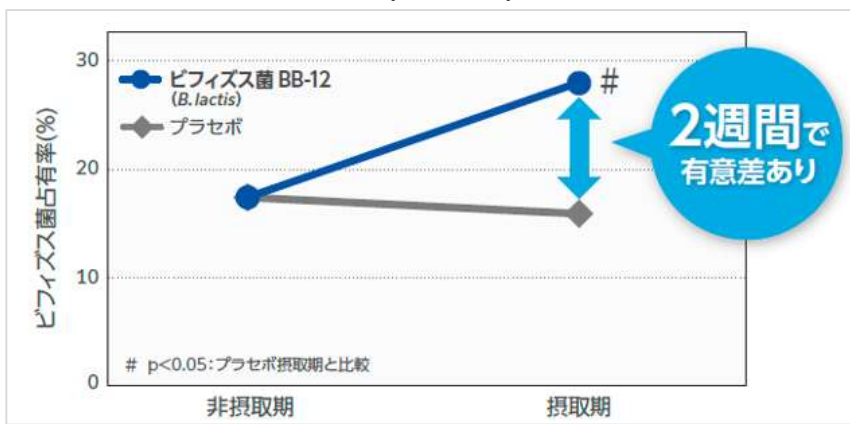 ビフィズス菌占有率(%)
30
20
10
0
ビフィズス菌 BB-12
(B.lactis)
プラセボ
#
2週間で
有意差あり
# p<0.05:プラセボ摂取期と比較
非摂取期
摂取期